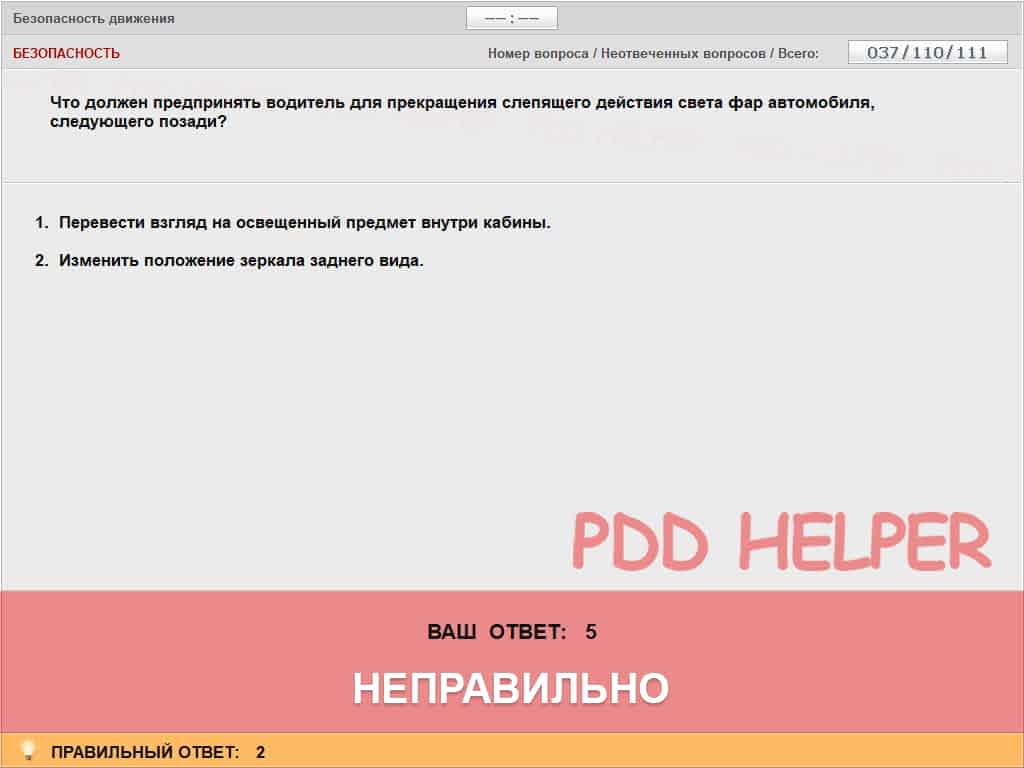 Безопасность движения
–– : ––
БЕЗОПАСНОСТЬ
Номер вопроса / Неотвеченных вопросов / Всего:
037/110/111
Что должен предпринять водитель для прекращения слепящего действия света фар автомобиля,
следующего позади?
1. Перевести взгляд на освещенный предмет внутри кабины.
2. Изменить положение зеркала заднего вида.
PDD HELPER
ВАШ ОТВЕТ: 5
НЕПРАВИЛЬНО
ПРАВИЛЬНЫЙ ОТВЕТ: 2